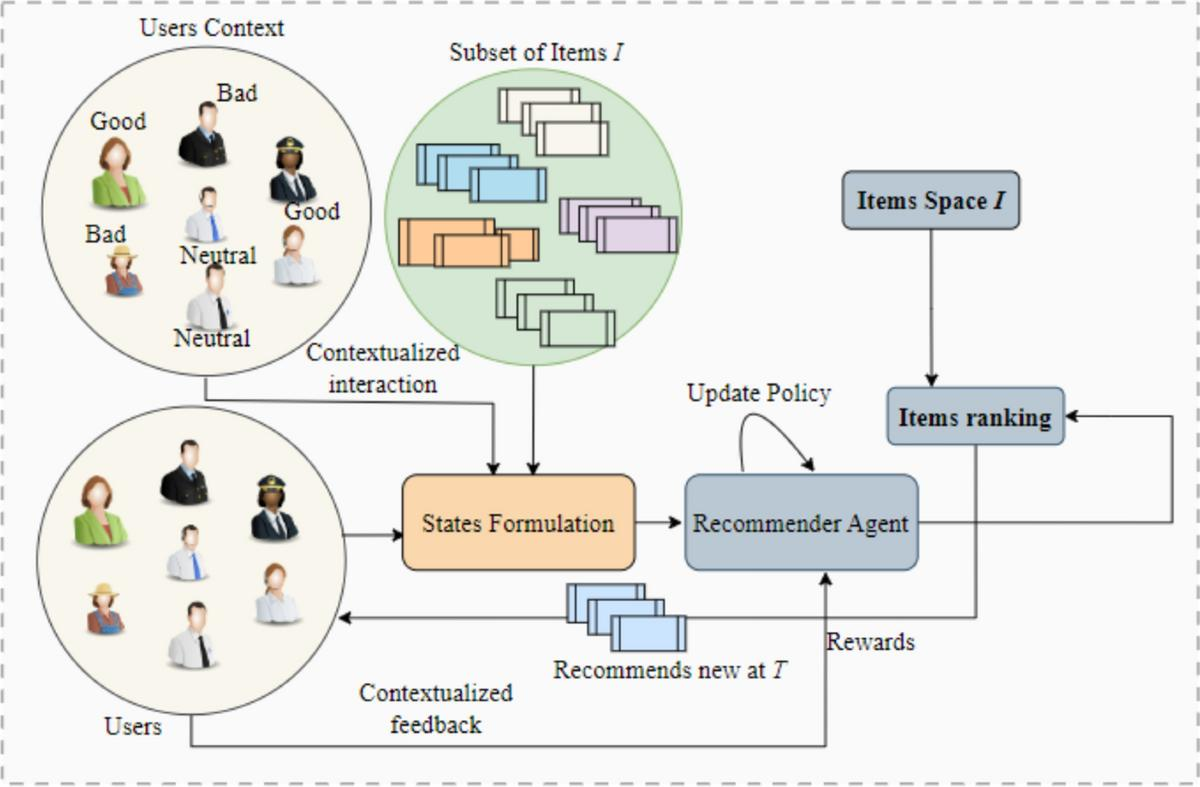 Users Context
Subset of Items I
Bad
Good
Good
Bad
Neutral
Neutral
Items Space I
Contextualized
interaction
Update Policy
Items ranking
States Formulation
Recommender Agent
Rewards
Recommends new at T
Contextualized
feedback
Users